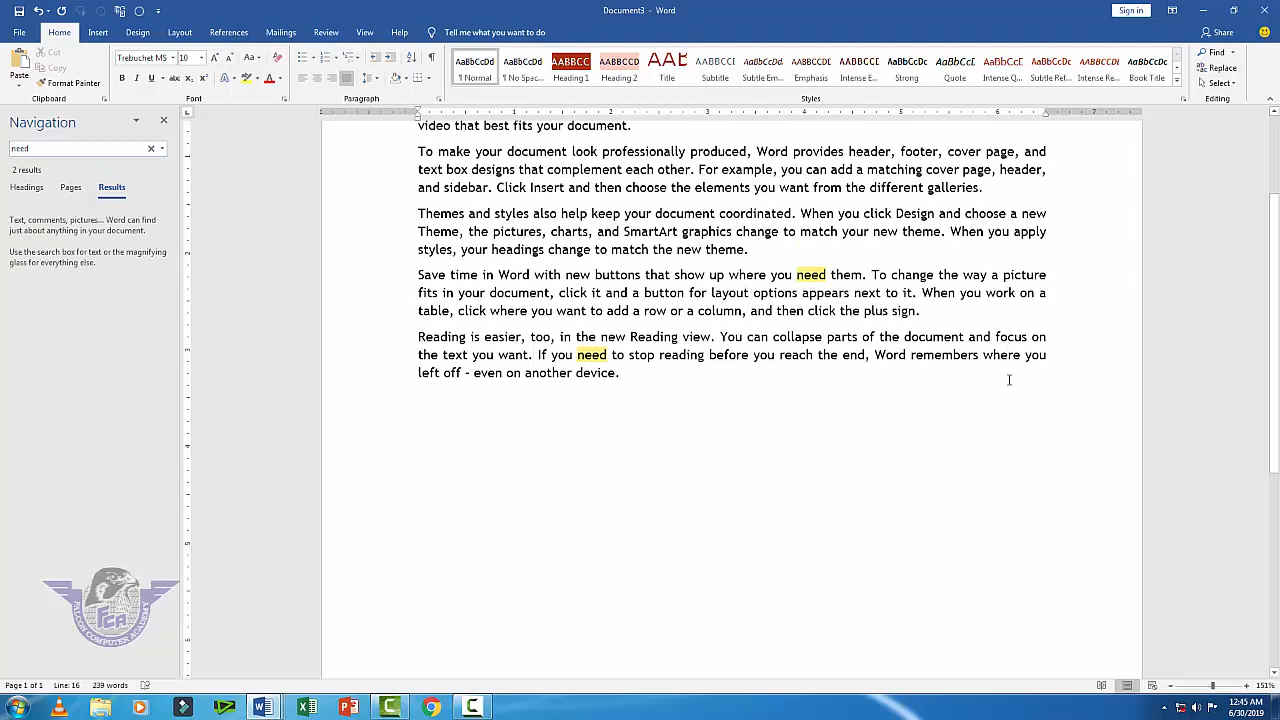 Document3 - Word
Sign in
File Home Insert Design Layout References Mailings Review View Help Tell me what you want to do Share
Paste
Cut
Copy
Format Painter
Clipboard
Trebuchet MS 10
Font
Paragraph
AaBbCcDd AaBbCcDd AABBCC AABBCC AAB AABBCCDD AaBbCcDd AABBCCDD AABBCCC AaBbCcDc AaBbCcDd AABBCCC AaBbCcDd AaBbCcDd AaBbCcDc
¶ Normal ¶ No Spac... Heading 1 Heading 2 Title Subtitle Subtle Em... Emphasis Intense E... Strong Quote Intense Q... Subtle Ref... Intense Re... Book Title
Styles
Find
Replace
Select
Editing
Navigation
need
2 results
Headings Pages Results
Text, comments, pictures... Word can find
just about anything in your document.
Use the search box for text or the magnifying
glass for everything else.
video that best fits your document.
To make your document look professionally produced, Word provides header, footer, cover page, and
text box designs that complement each other. For example, you can add a matching cover page, header,
and sidebar. Click Insert and then choose the elements you want from the different galleries.
Themes and styles also help keep your document coordinated. When you click Design and choose a new
Theme, the pictures, charts, and SmartArt graphics change to match your new theme. When you apply
styles, your headings change to match the new theme.
Save time in Word with new buttons that show up where you need them. To change the way a picture
fits in your document, click it and a button for layout options appears next to it. When you work on a
table, click where you want to add a row or a column, and then click the plus sign.
Reading is easier, too, in the new Reading view. You can collapse parts of the document and focus on
the text you want. If you need to stop reading before you reach the end, Word remembers where you
left off - even on another device.
FCA
FALCON COMPUTER ACADEMY
Page 1 of 1 Line: 16 239 words
151%
12:45 AM
6/30/2019